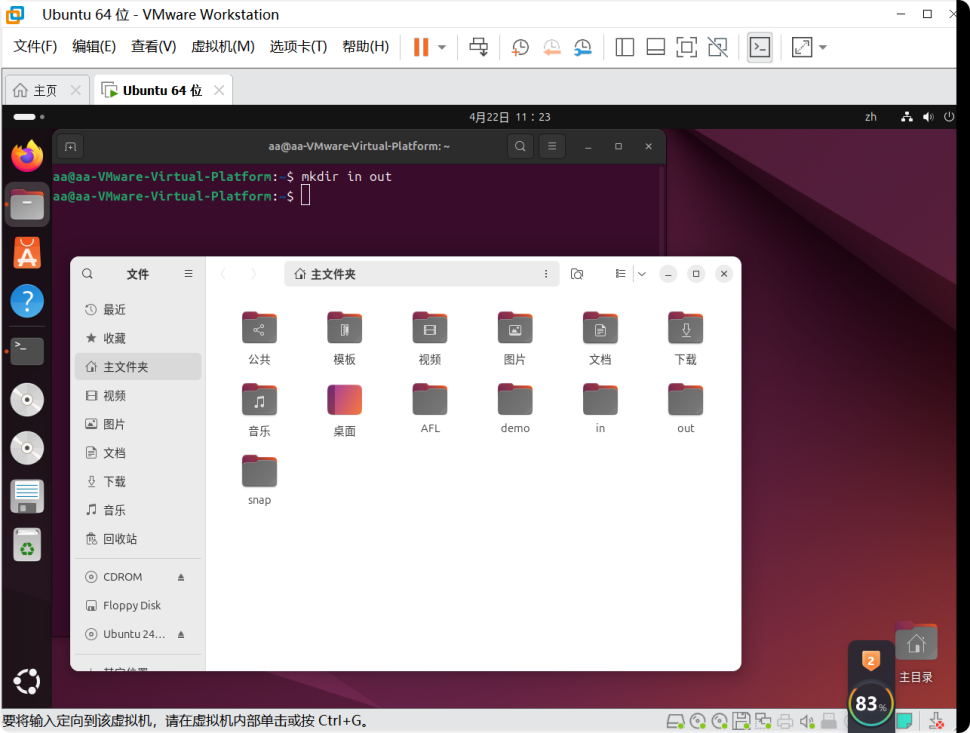 Ubuntu 64 位 - VMware Workstation
文件(F) 编辑(E) 查看(V) 虚拟机(M) 选项卡(T) 帮助(H)
主页 Ubuntu 64 位
4月22日 11：23 zh
aa@aa-VMware-Virtual-Platform: ~
aa@aa-VMware-Virtual-Platform:~$ mkdir in out
aa@aa-VMware-Virtual-Platform:~$
文件
主文件夹
最近
收藏
主文件夹
视频
图片
文档
下载
音乐
回收站
CDROM
Floppy Disk
Ubuntu 24...
其它位置
公共 模板 视频 图片 文档 下载
音乐 桌面 AFL demo in out
snap
主目录
2
83%
要将输入定向到该虚拟机，请在虚拟机内部单击或按 Ctrl+G。